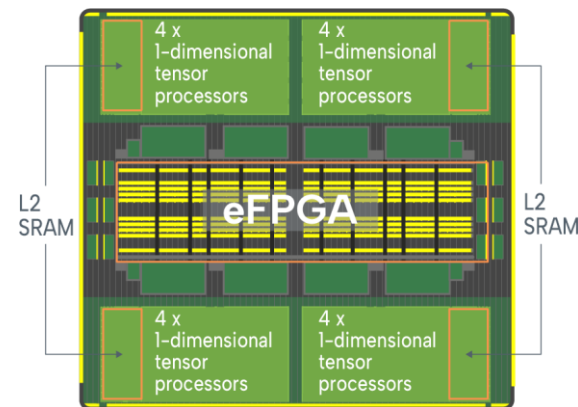 4 x
1-dimensional
tensor
processors
4 x
1-dimensional
tensor
processors
L2
SRAM
eFPGA
L2
SRAM
4 x
1-dimensional
tensor
processors
4 x
1-dimensional
tensor
processors